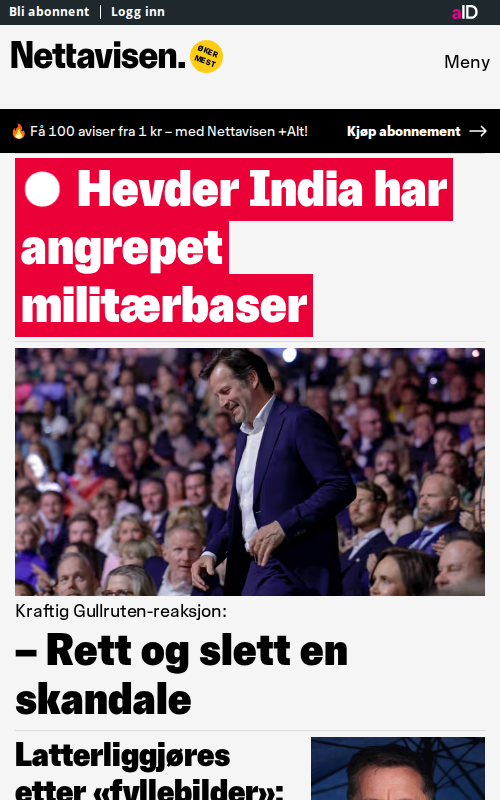 Bli abonnent
Logg inn
aID
Nettavisen.
ØKER
MEST
Meny
🔥 Få 100 aviser fra 1 kr – med Nettavisen +Alt!
Kjøp abonnement →
Hevder India har
angrepet
militærbaser
Kraftig Gullruten-reaksjon:
– Rett og slett en
skandale
Latterliggjøres
etter «fyllebilder»: